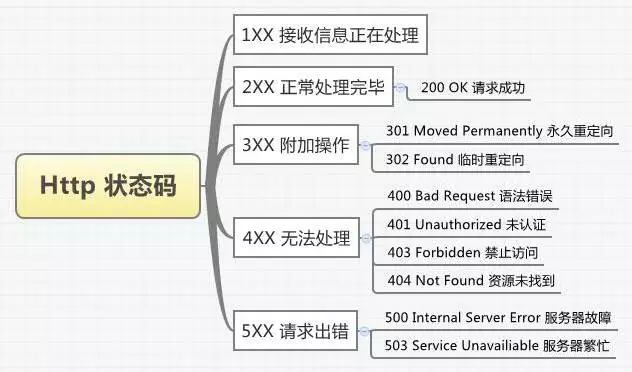 Http 状态码
1XX 接收信息正在处理
2XX 正常处理完毕
200 OK 请求成功
3XX 附加操作
301 Moved Permanently 永久重定向
302 Found 临时重定向
4XX 无法处理
400 Bad Request 语法错误
401 Unauthorized 未认证
403 Forbidden 禁止访问
404 Not Found 资源未找到
5XX 请求出错
500 Internal Server Error 服务器故障
503 Service Unavailiable 服务器繁忙